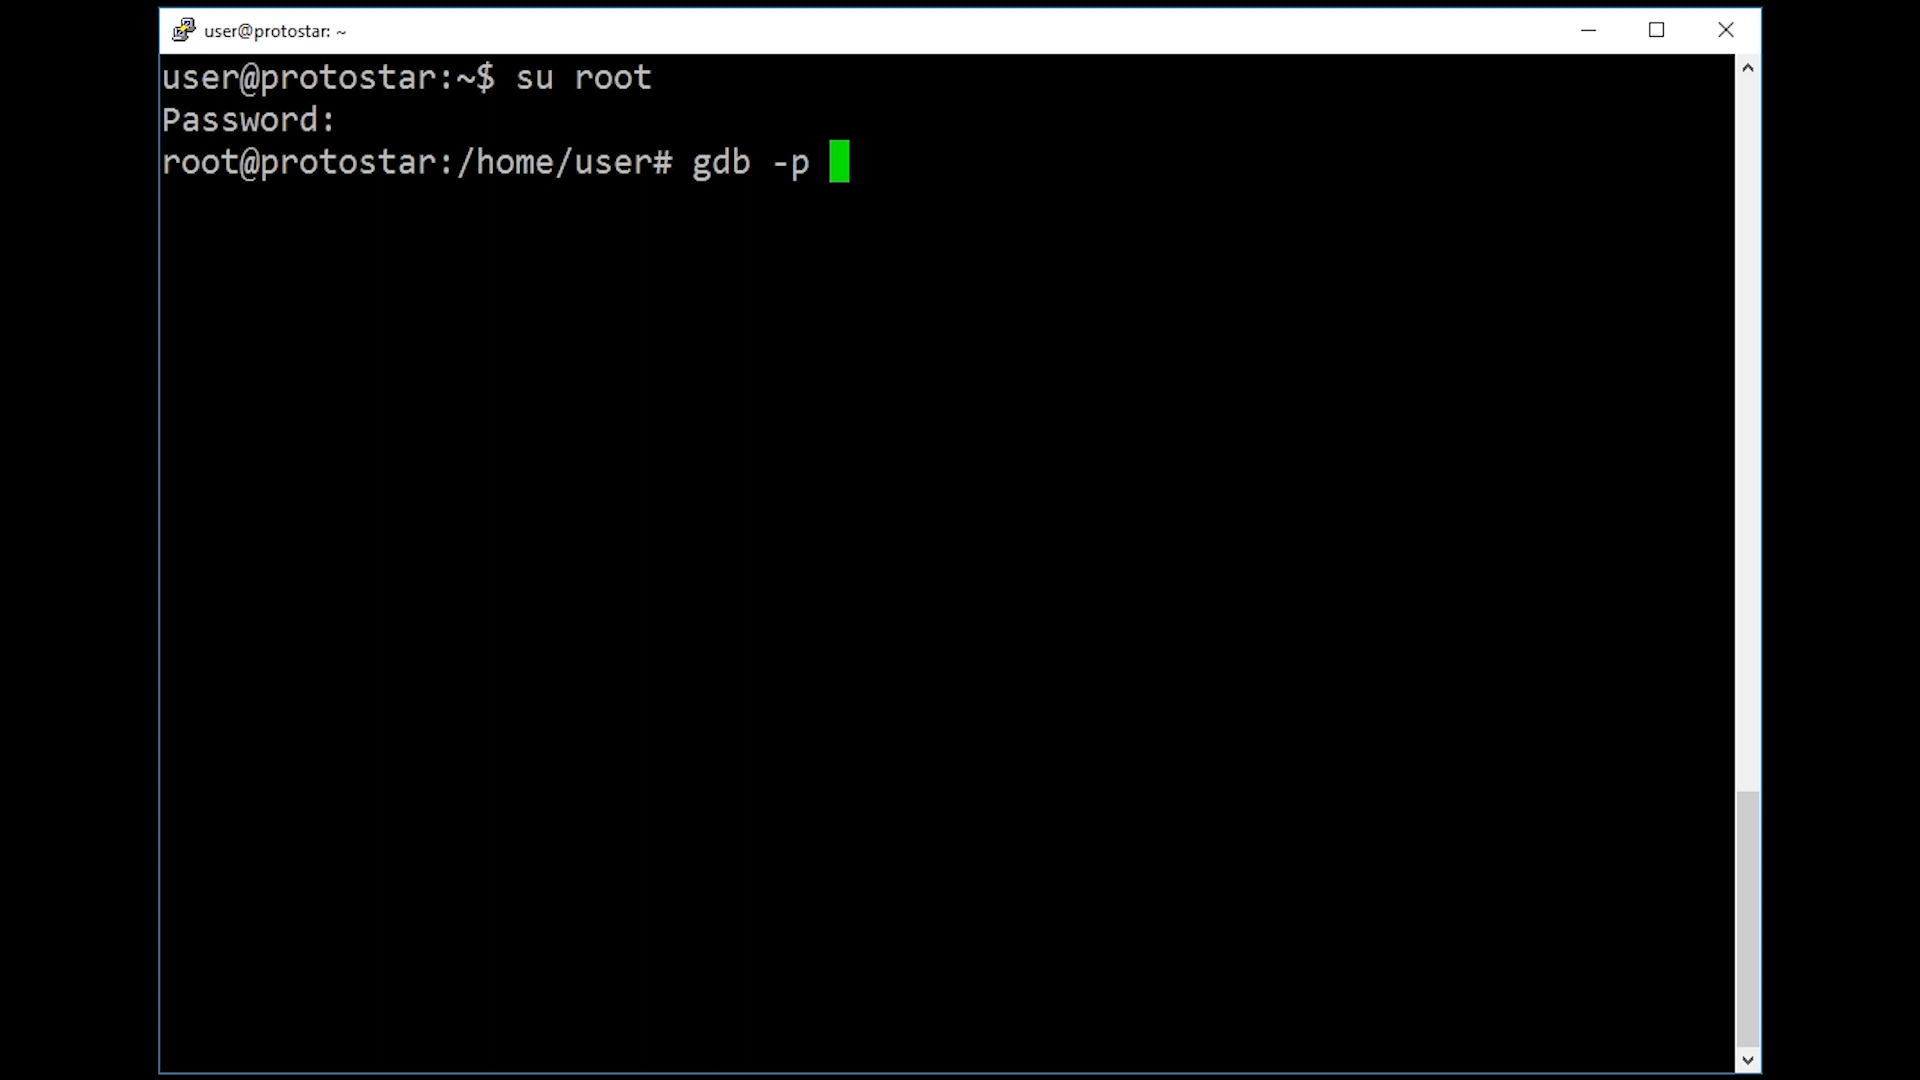 user@protostar: ~
user@protostar:~$ su root
Password:
root@protostar:/home/user# gdb -p